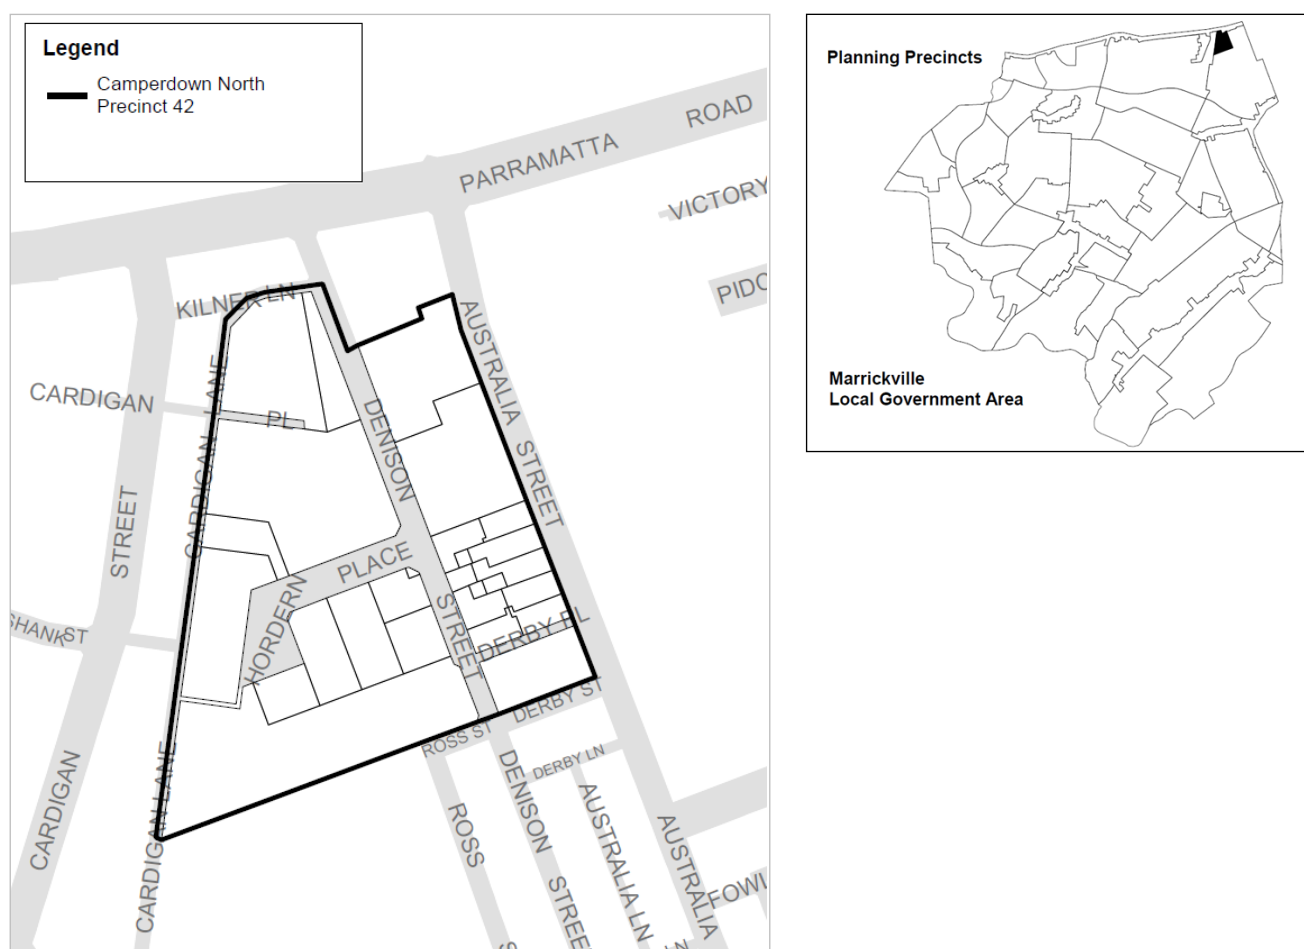 Legend
Camperdown North
Precinct 42
PARRAMATTA ROAD
VICTORY
PIDC
KILNER LN
CARDIGAN PL
CARDIGAN LANE
AUSTRALIA STREET
DENISON STREET
CARDIGAN STREET
HORDERN PLACE
DERBY PL
SHANK ST
DERBY ST
ROSS ST
DERBY LN
CARDIGAN LANE
ROSS S
DENISON STREE
AUSTRALIA LN
AUSTRALIA
FOWL
Planning Precincts
Marrickville
Local Government Area